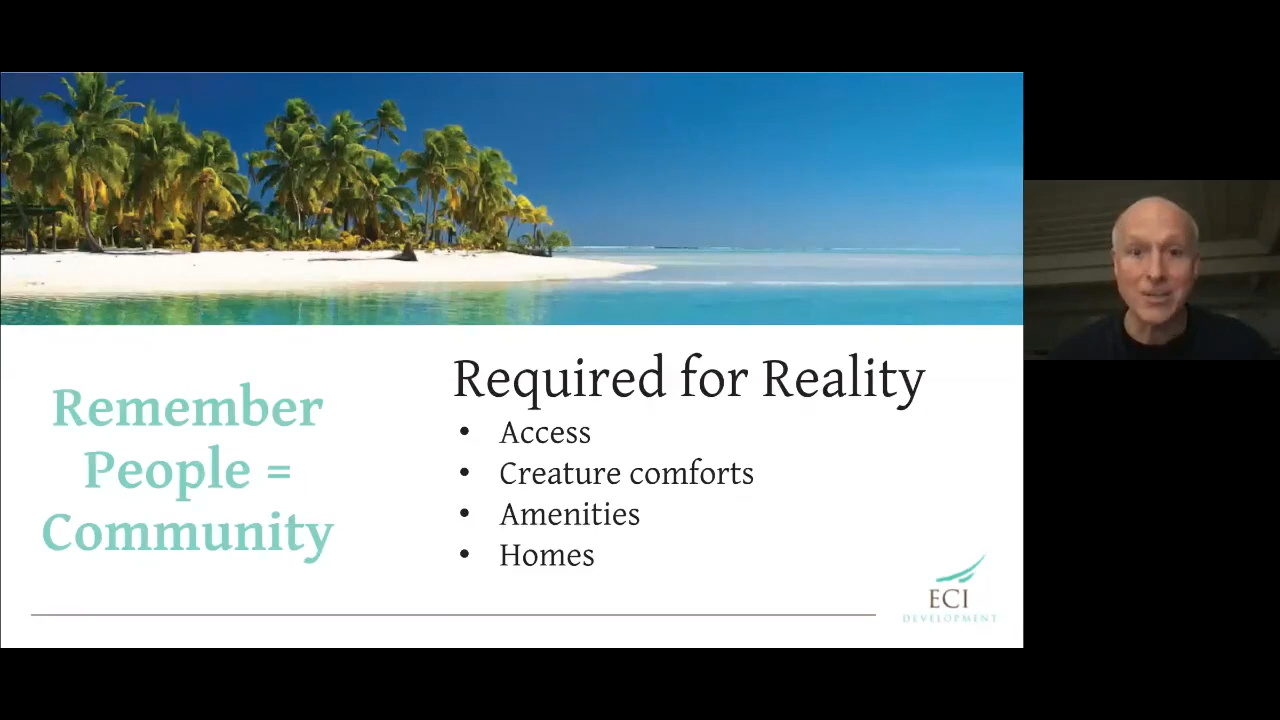 Remember
People =
Community
Required for Reality
• Access
• Creature comforts
• Amenities
• Homes
ECI
DEVELOPMENT